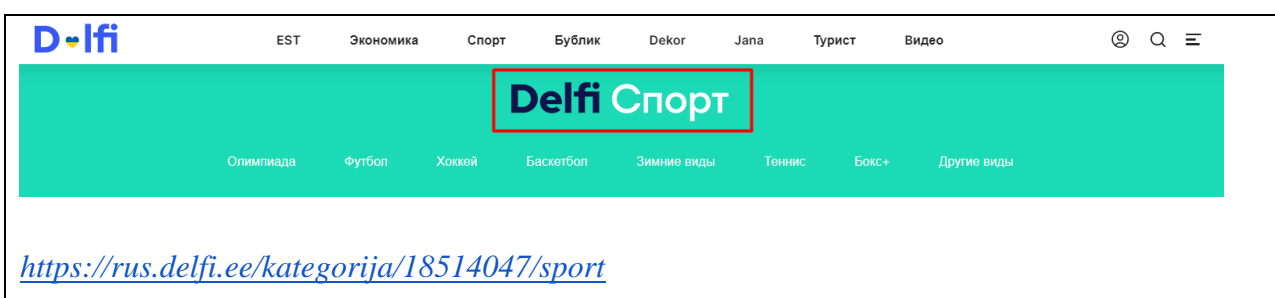 Delfi EST Экономика Спорт Бублик Dekor Jana Турист Видео
Delfi Спорт
Олимпиада Футбол Хоккей Баскетбол Зимние виды Теннис Бокс+ Другие виды
https://rus.delfi.ee/kategorija/18514047/sport